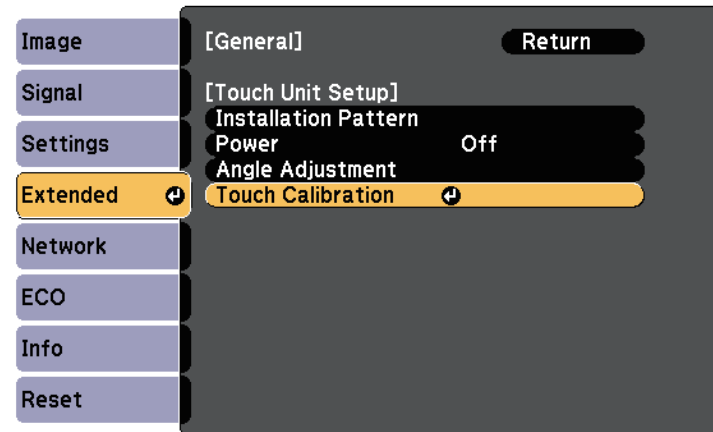 Image
Signal
Settings
Extended
Network
ECO
Info
Reset
[General] Return
[Touch Unit Setup]
Installation Pattern
Power Off
Angle Adjustment
Touch Calibration